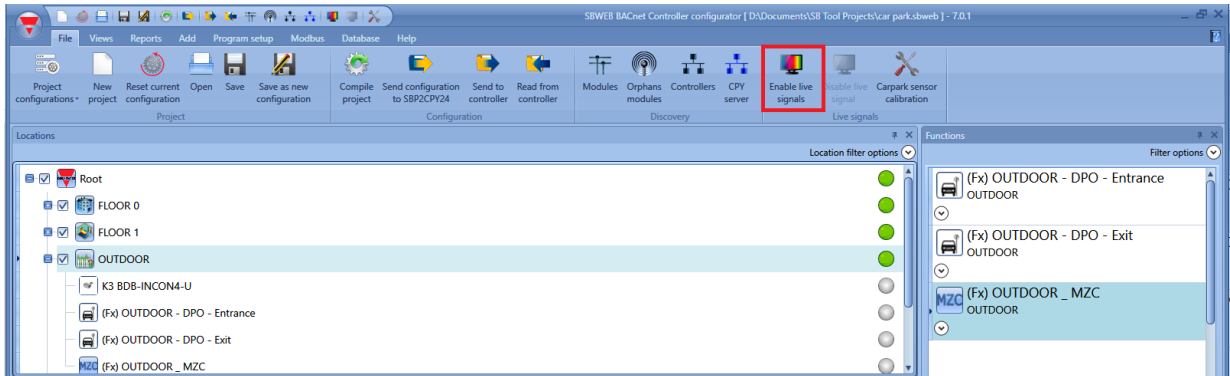 SBWEB BACnet Controller configurator [ D:\Documents\SB Tool Projects\car park.sbweb ] - 7.0.1
File Views Reports Add Program setup Modbus Database Help
Project configurations
New project
Reset current configuration
Open
Save
Save as new configuration
Compile project
Send configuration to SBP2CPY24
Send to controller
Read from controller
Modules
Orphans modules
Controllers
CPY server
Enable live signals
Disable live signal
Carpark sensor calibration
Project
Configuration
Discovery
Live signals
Locations
Location filter options
Root
FLOOR 0
FLOOR 1
OUTDOOR
K3 BDB-INCON4-U
(Fx) OUTDOOR - DPO - Entrance
(Fx) OUTDOOR - DPO - Exit
MZC (Fx) OUTDOOR _ MZC
Functions
Filter options
(Fx) OUTDOOR - DPO - Entrance
OUTDOOR
(Fx) OUTDOOR - DPO - Exit
OUTDOOR
MZC (Fx) OUTDOOR _ MZC
OUTDOOR